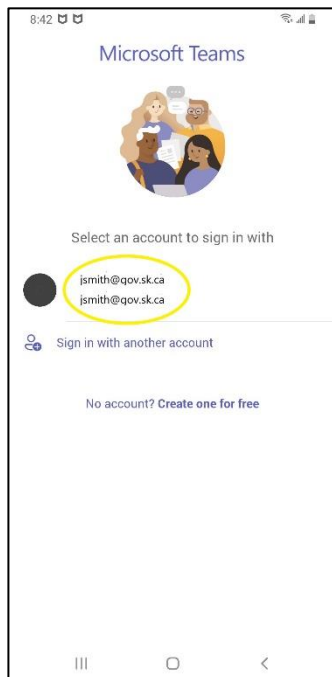 8:42
Microsoft Teams
Select an account to sign in with
jsmith@gov.sk.ca
jsmith@gov.sk.ca
Sign in with another account
No account? Create one for free